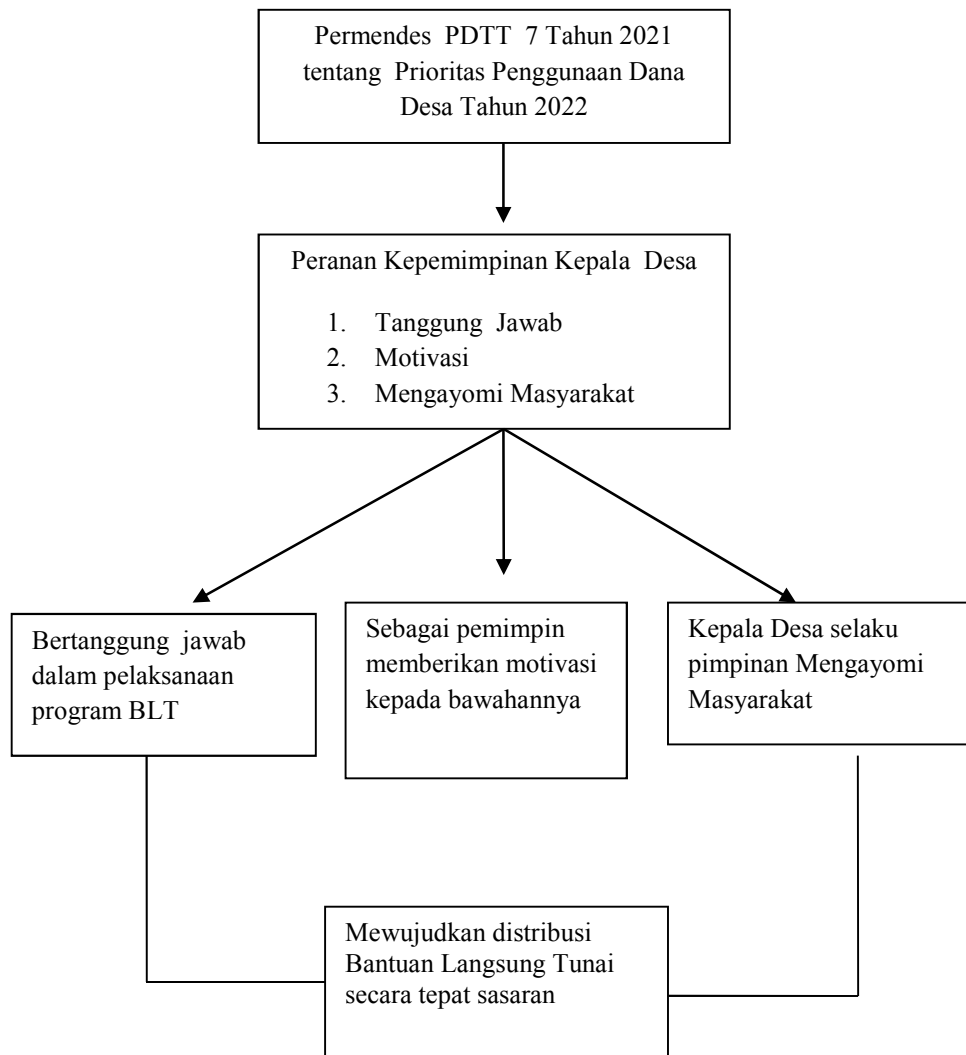 Permendes PDTT 7 Tahun 2021
tentang Prioritas Penggunaan Dana
Desa Tahun 2022
Peranan Kepemimpinan Kepala Desa
1. Tanggung Jawab
2. Motivasi
3. Mengayomi Masyarakat
Bertanggung jawab
dalam pelaksanaan
program BLT
Sebagai pemimpin
memberikan motivasi
kepada bawahannya
Kepala Desa selaku
pimpinan Mengayomi
Masyarakat
Mewujudkan distribusi
Bantuan Langsung Tunai
secara tepat sasaran